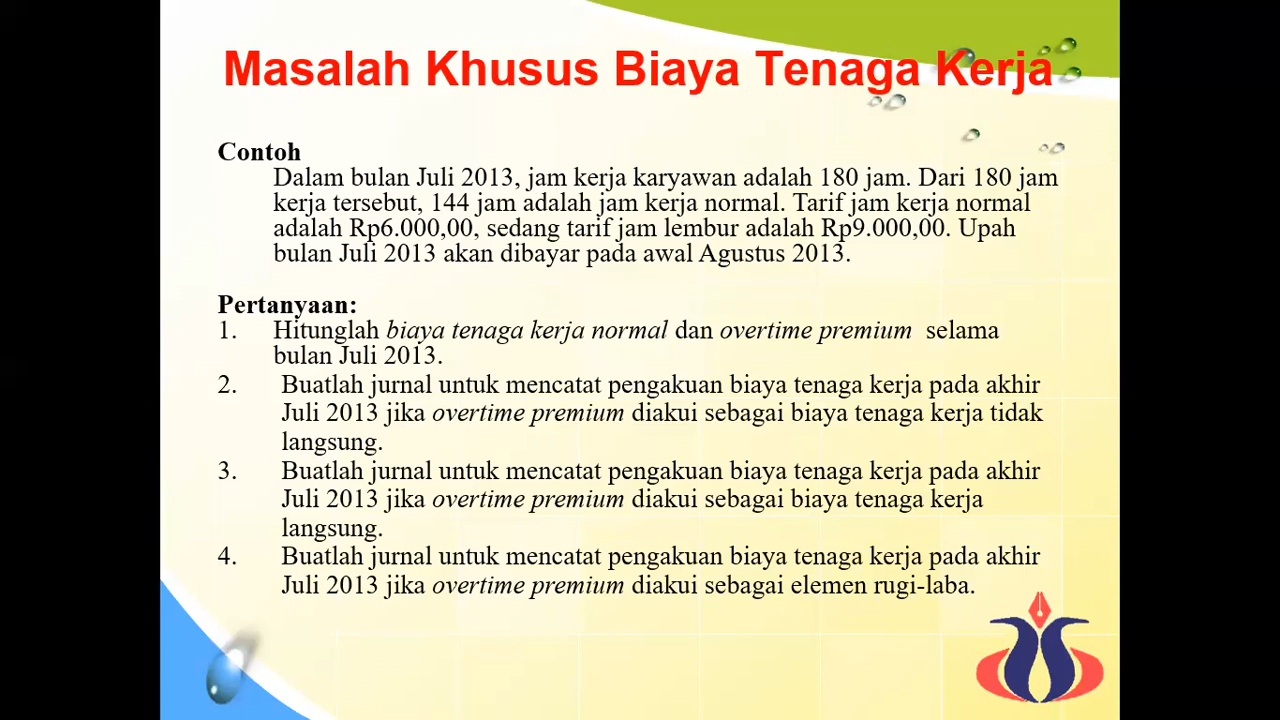 Masalah Khusus Biaya Tenaga Kerja
Contoh
Dalam bulan Juli 2013, jam kerja karyawan adalah 180 jam. Dari 180 jam
kerja tersebut, 144 jam adalah jam kerja normal. Tarif jam kerja normal
adalah Rp6.000,00, sedang tarif jam lembur adalah Rp9.000,00. Upah
bulan Juli 2013 akan dibayar pada awal Agustus 2013.
Pertanyaan:
1. Hitunglah biaya tenaga kerja normal dan overtime premium selama
bulan Juli 2013.
2. Buatlah jurnal untuk mencatat pengakuan biaya tenaga kerja pada akhir
Juli 2013 jika overtime premium diakui sebagai biaya tenaga kerja tidak
langsung.
3. Buatlah jurnal untuk mencatat pengakuan biaya tenaga kerja pada akhir
Juli 2013 jika overtime premium diakui sebagai biaya tenaga kerja
langsung.
4. Buatlah jurnal untuk mencatat pengakuan biaya tenaga kerja pada akhir
Juli 2013 jika overtime premium diakui sebagai elemen rugi-laba.